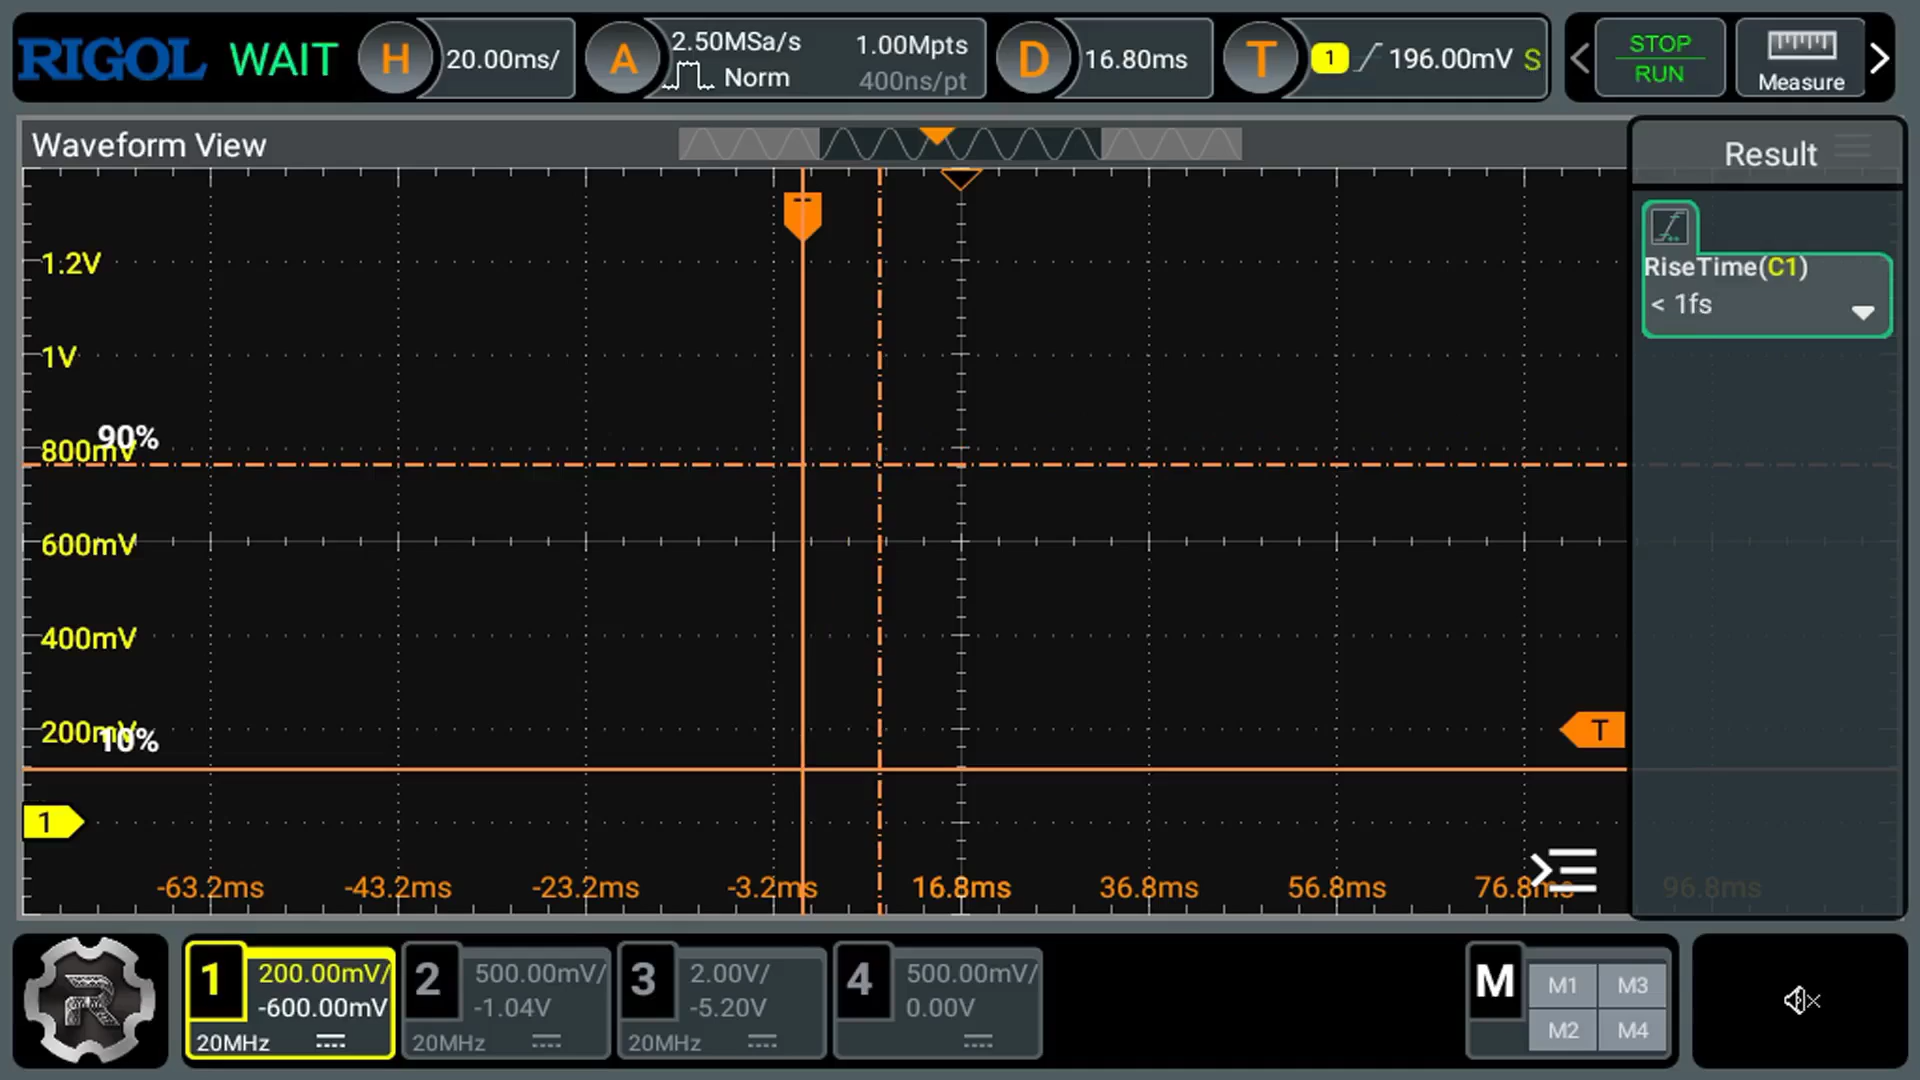 RIGOL WAIT H 20.00ms/ A 2.50MSa/s 1.00Mpts D 16.80ms T 1 196.00mV S STOP
Norm 400ns/pt RUN Measure
Waveform View
Result
1.2V
RiseTime(C1)
< 1fs
1V
90%
800mV
600mV
400mV
200mV
10%
T
1
-63.2ms -43.2ms -23.2ms -3.2ms 16.8ms 36.8ms 56.8ms 76.8ms 96.8ms
1 200.00mV/ 2 500.00mV/ 3 2.00V/ 4 500.00mV/ M M1 M3
-600.00mV -1.04V -5.20V 0.00V
20MHz 20MHz 20MHz M2 M4
R